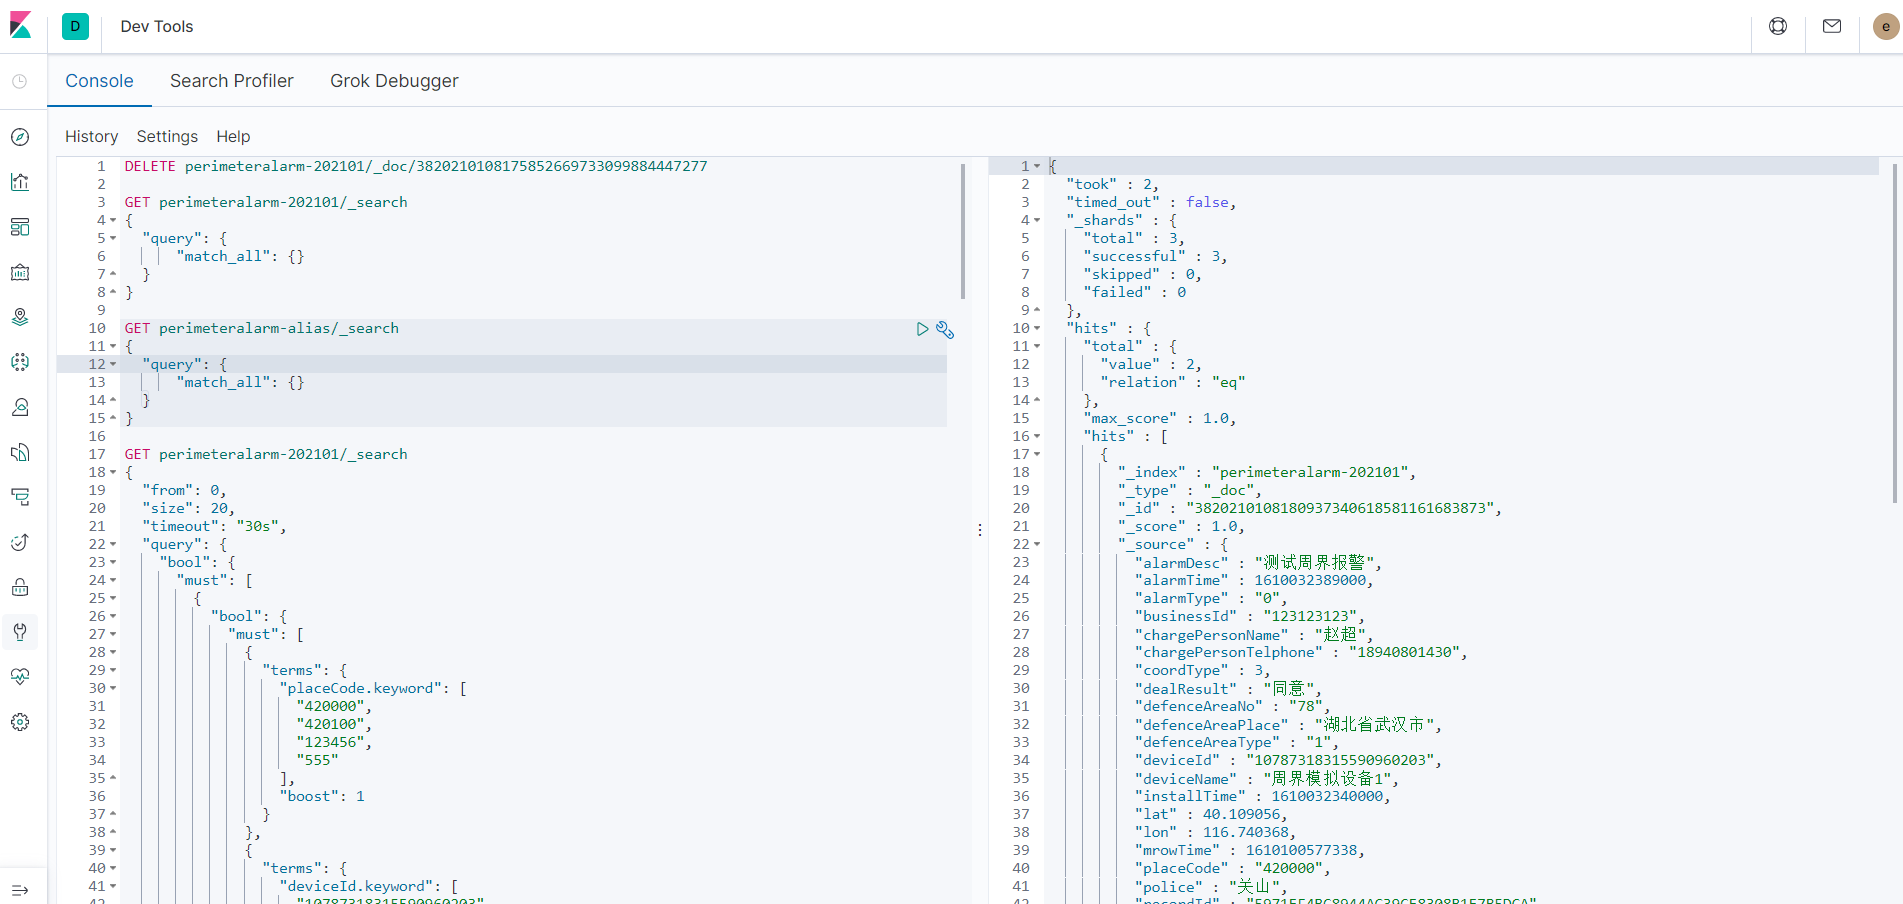 D
Dev Tools
e
Console
Search Profiler
Grok Debugger
History
Settings
Help
1 DELETE perimeteralarm-202101/_doc/38202101081758526697330998844​47277
2
3 GET perimeteralarm-202101/_search
4 {
5 "query": {
6 "match_all": {}
7 }
8 }
9
10 GET perimeteralarm-alias/_search
11 {
12 "query": {
13 "match_all": {}
14 }
15 }
16
17 GET perimeteralarm-202101/_search
18 {
19 "from": 0,
20 "size": 20,
21 "timeout": "30s",
22 "query": {
23 "bool": {
24 "must": [
25 {
26 "bool": {
27 "must": [
28 {
29 "terms": {
30 "placeCode.keyword": [
31 "420000",
32 "420100",
33 "123456",
34 "555"
35 ],
36 "boost": 1
37 }
38 },
39 {
40 "terms": {
41 "deviceId.keyword": [
42 "10787318315590960203"
1 {
2 "took" : 2,
3 "timed_out" : false,
4 "_shards" : {
5 "total" : 3,
6 "successful" : 3,
7 "skipped" : 0,
8 "failed" : 0
9 },
10 "hits" : {
11 "total" : {
12 "value" : 2,
13 "relation" : "eq"
14 },
15 "max_score" : 1.0,
16 "hits" : [
17 {
18 "_index" : "perimeteralarm-202101",
19 "_type" : "_doc",
20 "_id" : "38202101081809373406185811616838​73",
21 "_score" : 1.0,
22 "_source" : {
23 "alarmDesc" : "测试周界报警",
24 "alarmTime" : 1610032389000,
25 "alarmType" : "0",
26 "businessId" : "123123123",
27 "chargePersonName" : "赵超",
28 "chargePersonTelphone" : "18940801430",
29 "coordType" : 3,
30 "dealResult" : "同意",
31 "defenceAreaNo" : "78",
32 "defenceAreaPlace" : "湖北省武汉市",
33 "defenceAreaType" : "1",
34 "deviceId" : "10787318315590960203",
35 "deviceName" : "周界模拟设备1",
36 "installTime" : 1610032340000,
37 "lat" : 40.109056,
38 "lon" : 116.740368,
39 "mrowTime" : 1610100577338,
40 "placeCode" : "420000",
41 "police" : "关山",
42 "recordId" :